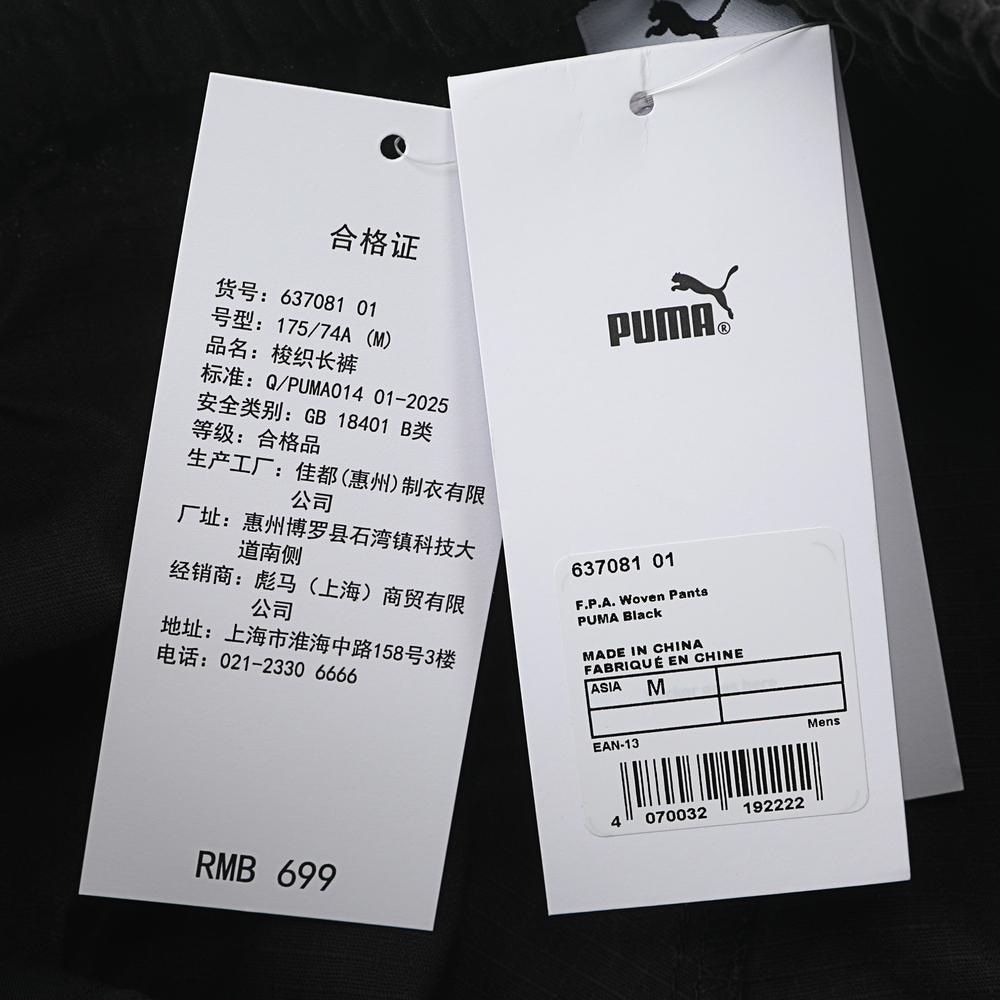 合格证
货号: 637081 01
号型: 175/74A (M)
品名: 梭织长裤
标准: Q/PUMA014 01-2025
安全类别: GB 18401 B类
等级: 合格品
生产工厂: 佳都(惠州)制衣有限
公司
厂址: 惠州博罗县石湾镇科技大
道南侧
经销商: 彪马（上海）商贸有限
公司
地址: 上海市淮海中路158号3楼
电话: 021-2330 6666
RMB 699
PUMA®
637081 01
F.P.A. Woven Pants
PUMA Black
MADE IN CHINA
FABRIQUÉ EN CHINE
ASIA M
Mens
EAN-13
4 070032 192222